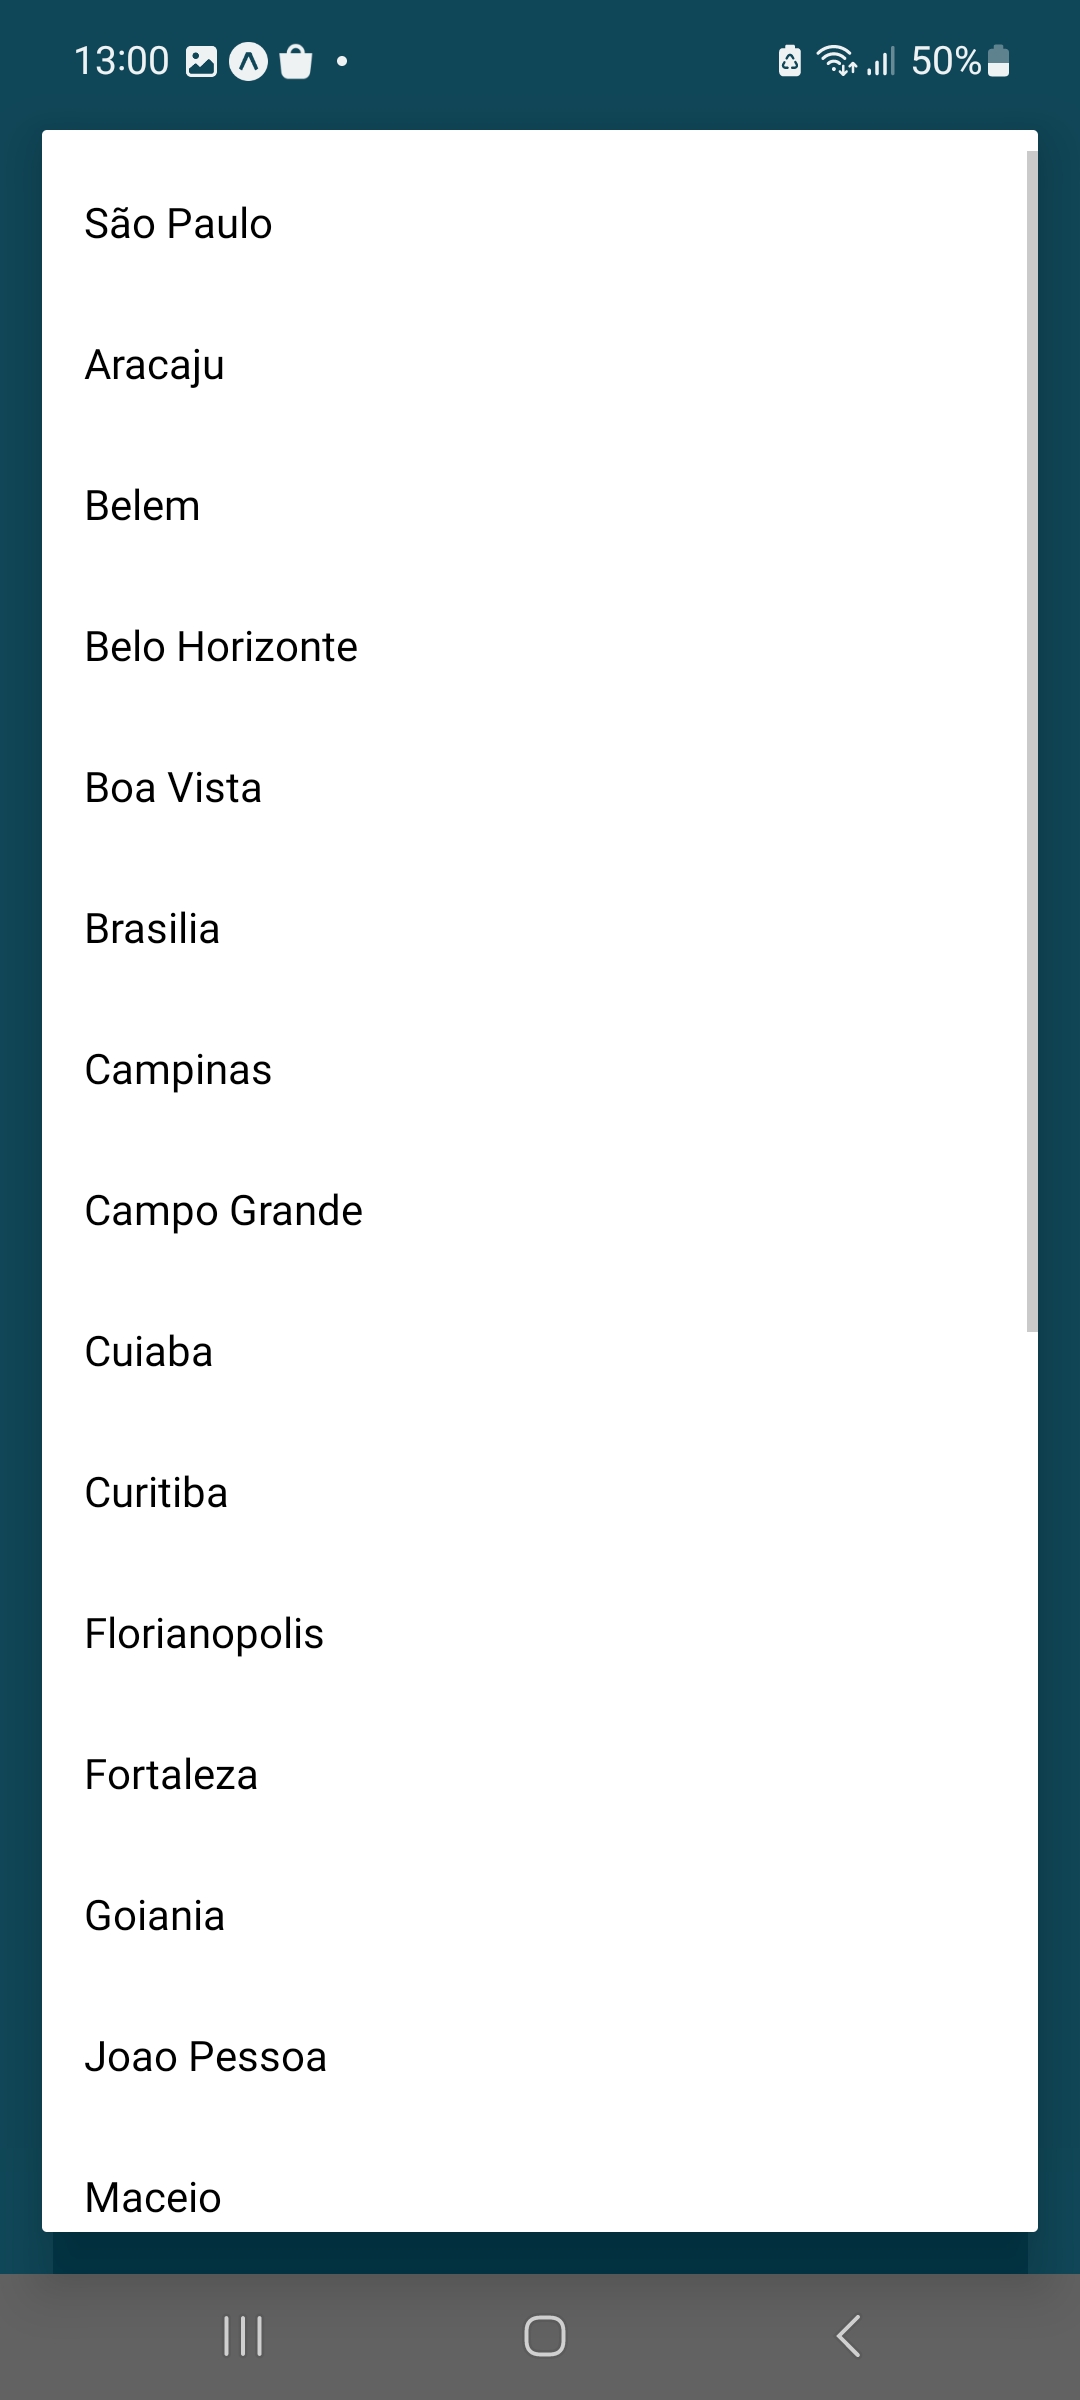 13:00
50%
São Paulo
Aracaju
Belem
Belo Horizonte
Boa Vista
Brasilia
Campinas
Campo Grande
Cuiaba
Curitiba
Florianopolis
Fortaleza
Goiania
Joao Pessoa
Maceio